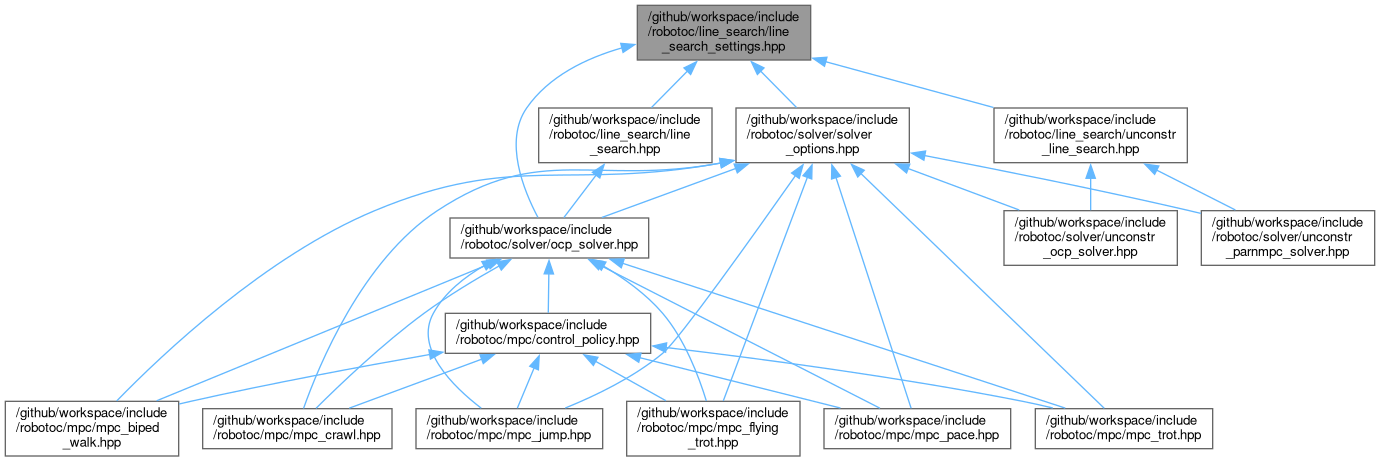 /github/workspace/include
/robotoc/line_search/line
_search_settings.hpp
/github/workspace/include
/robotoc/line_search/line
_search.hpp
/github/workspace/include
/robotoc/solver/solver
_options.hpp
/github/workspace/include
/robotoc/line_search/unconstr
_line_search.hpp
/github/workspace/include
/robotoc/solver/ocp_solver.hpp
/github/workspace/include
/robotoc/solver/unconstr
_ocp_solver.hpp
/github/workspace/include
/robotoc/solver/unconstr
_parnmpc_solver.hpp
/github/workspace/include
/robotoc/mpc/control_policy.hpp
/github/workspace/include
/robotoc/mpc/mpc_biped
_walk.hpp
/github/workspace/include
/robotoc/mpc/mpc_crawl.hpp
/github/workspace/include
/robotoc/mpc/mpc_jump.hpp
/github/workspace/include
/robotoc/mpc/mpc_flying
_trot.hpp
/github/workspace/include
/robotoc/mpc/mpc_pace.hpp
/github/workspace/include
/robotoc/mpc/mpc_trot.hpp